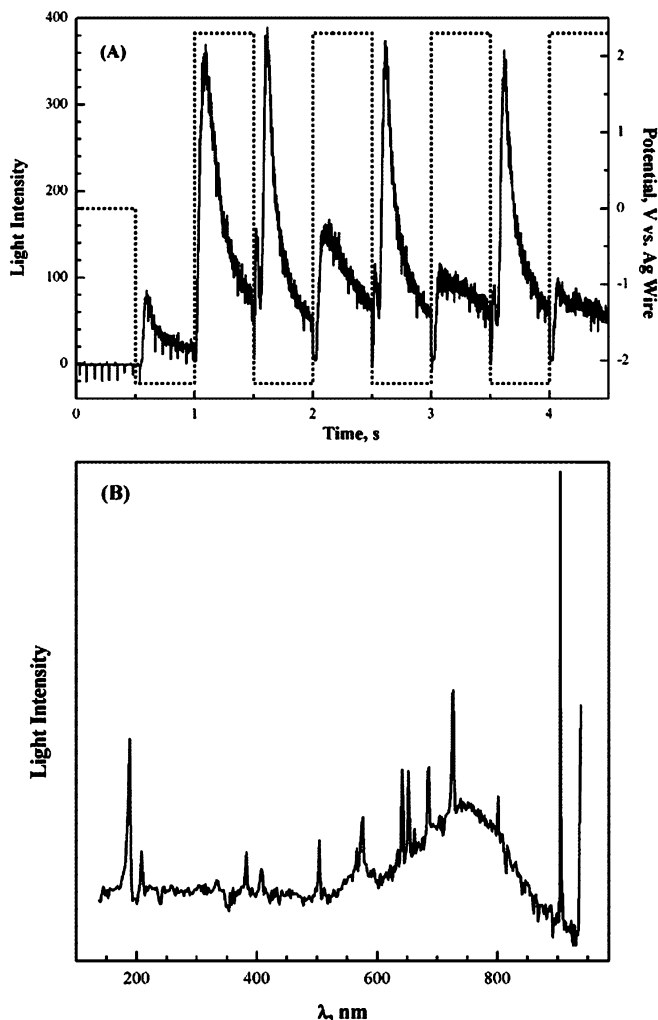 (A)
400
300
200
100
0
Light Intensity
2
1
0
-1
-2
Potential, V vs. Ag Wire
0
1
2
3
4
Time, s
(B)
Light Intensity
200
400
600
800
λ, nm